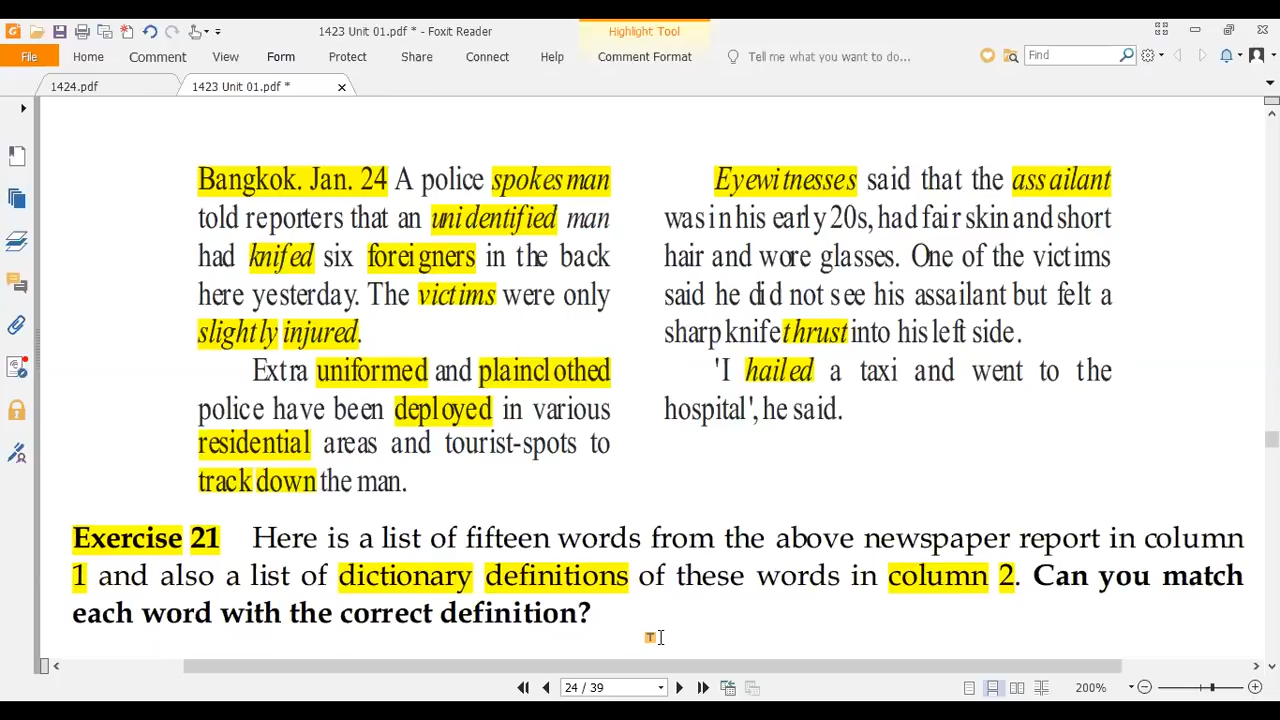 1423 Unit 01.pdf * - Foxit Reader
Highlight Tool
File Home Comment View Form Protect Share Connect Help Comment Format Tell me what you want to do... Find
1424.pdf
1423 Unit 01.pdf *
Bangkok. Jan. 24 A police spokesman
told reporters that an unidentified man
had knifed six foreigners in the back
here yesterday. The victims were only
slightly injured.
Extra uniformed and plainclothed
police have been deployed in various
residential areas and tourist-spots to
track down the man.
Eyewitnesses said that the assailant
was in his early 20s, had fair skin and short
hair and wore glasses. One of the victims
said he did not see his assailant but felt a
sharp knife thrust into his left side.
'I hailed a taxi and went to the
hospital', he said.
Exercise 21 Here is a list of fifteen words from the above newspaper report in column
1 and also a list of dictionary definitions of these words in column 2. Can you match
each word with the correct definition?
24 / 39
200%